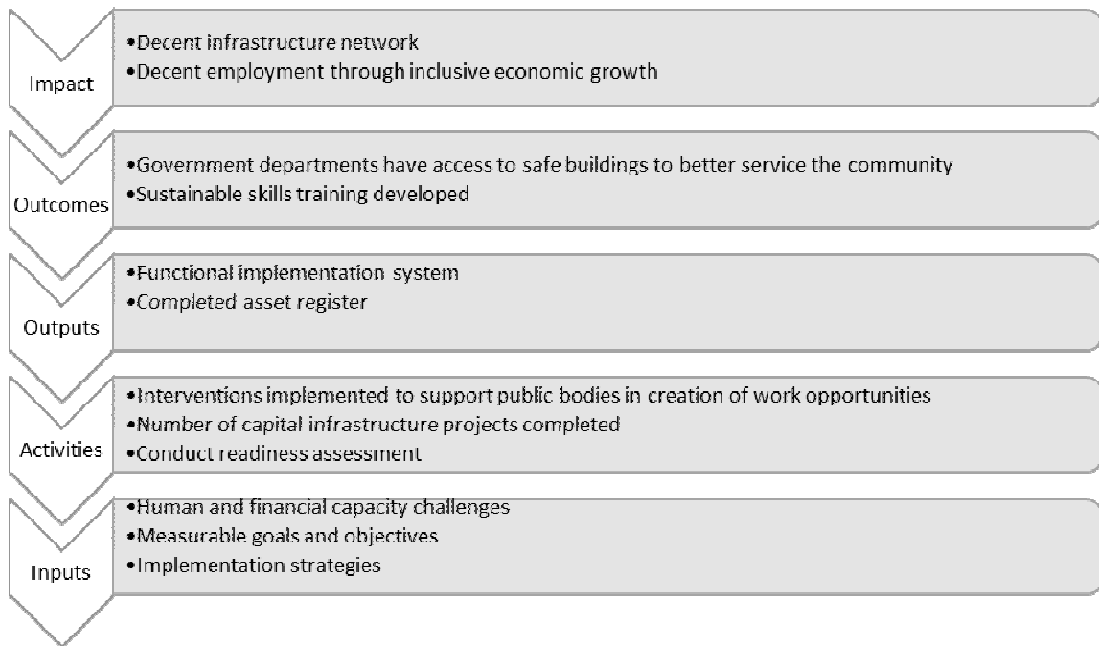 Impact
•Decent infrastructure network
•Decent employment through inclusive economic growth
Outcomes
•Government departments have access to safe buildings to better service the community
•Sustainable skills training developed
Outputs
•Functional implementation system
•Completed asset register
Activities
•Interventions implemented to support public bodies in creation of work opportunities
•Number of capital infrastructure projects completed
•Conduct readiness assessment
Inputs
•Human and financial capacity challenges
•Measurable goals and objectives
•Implementation strategies